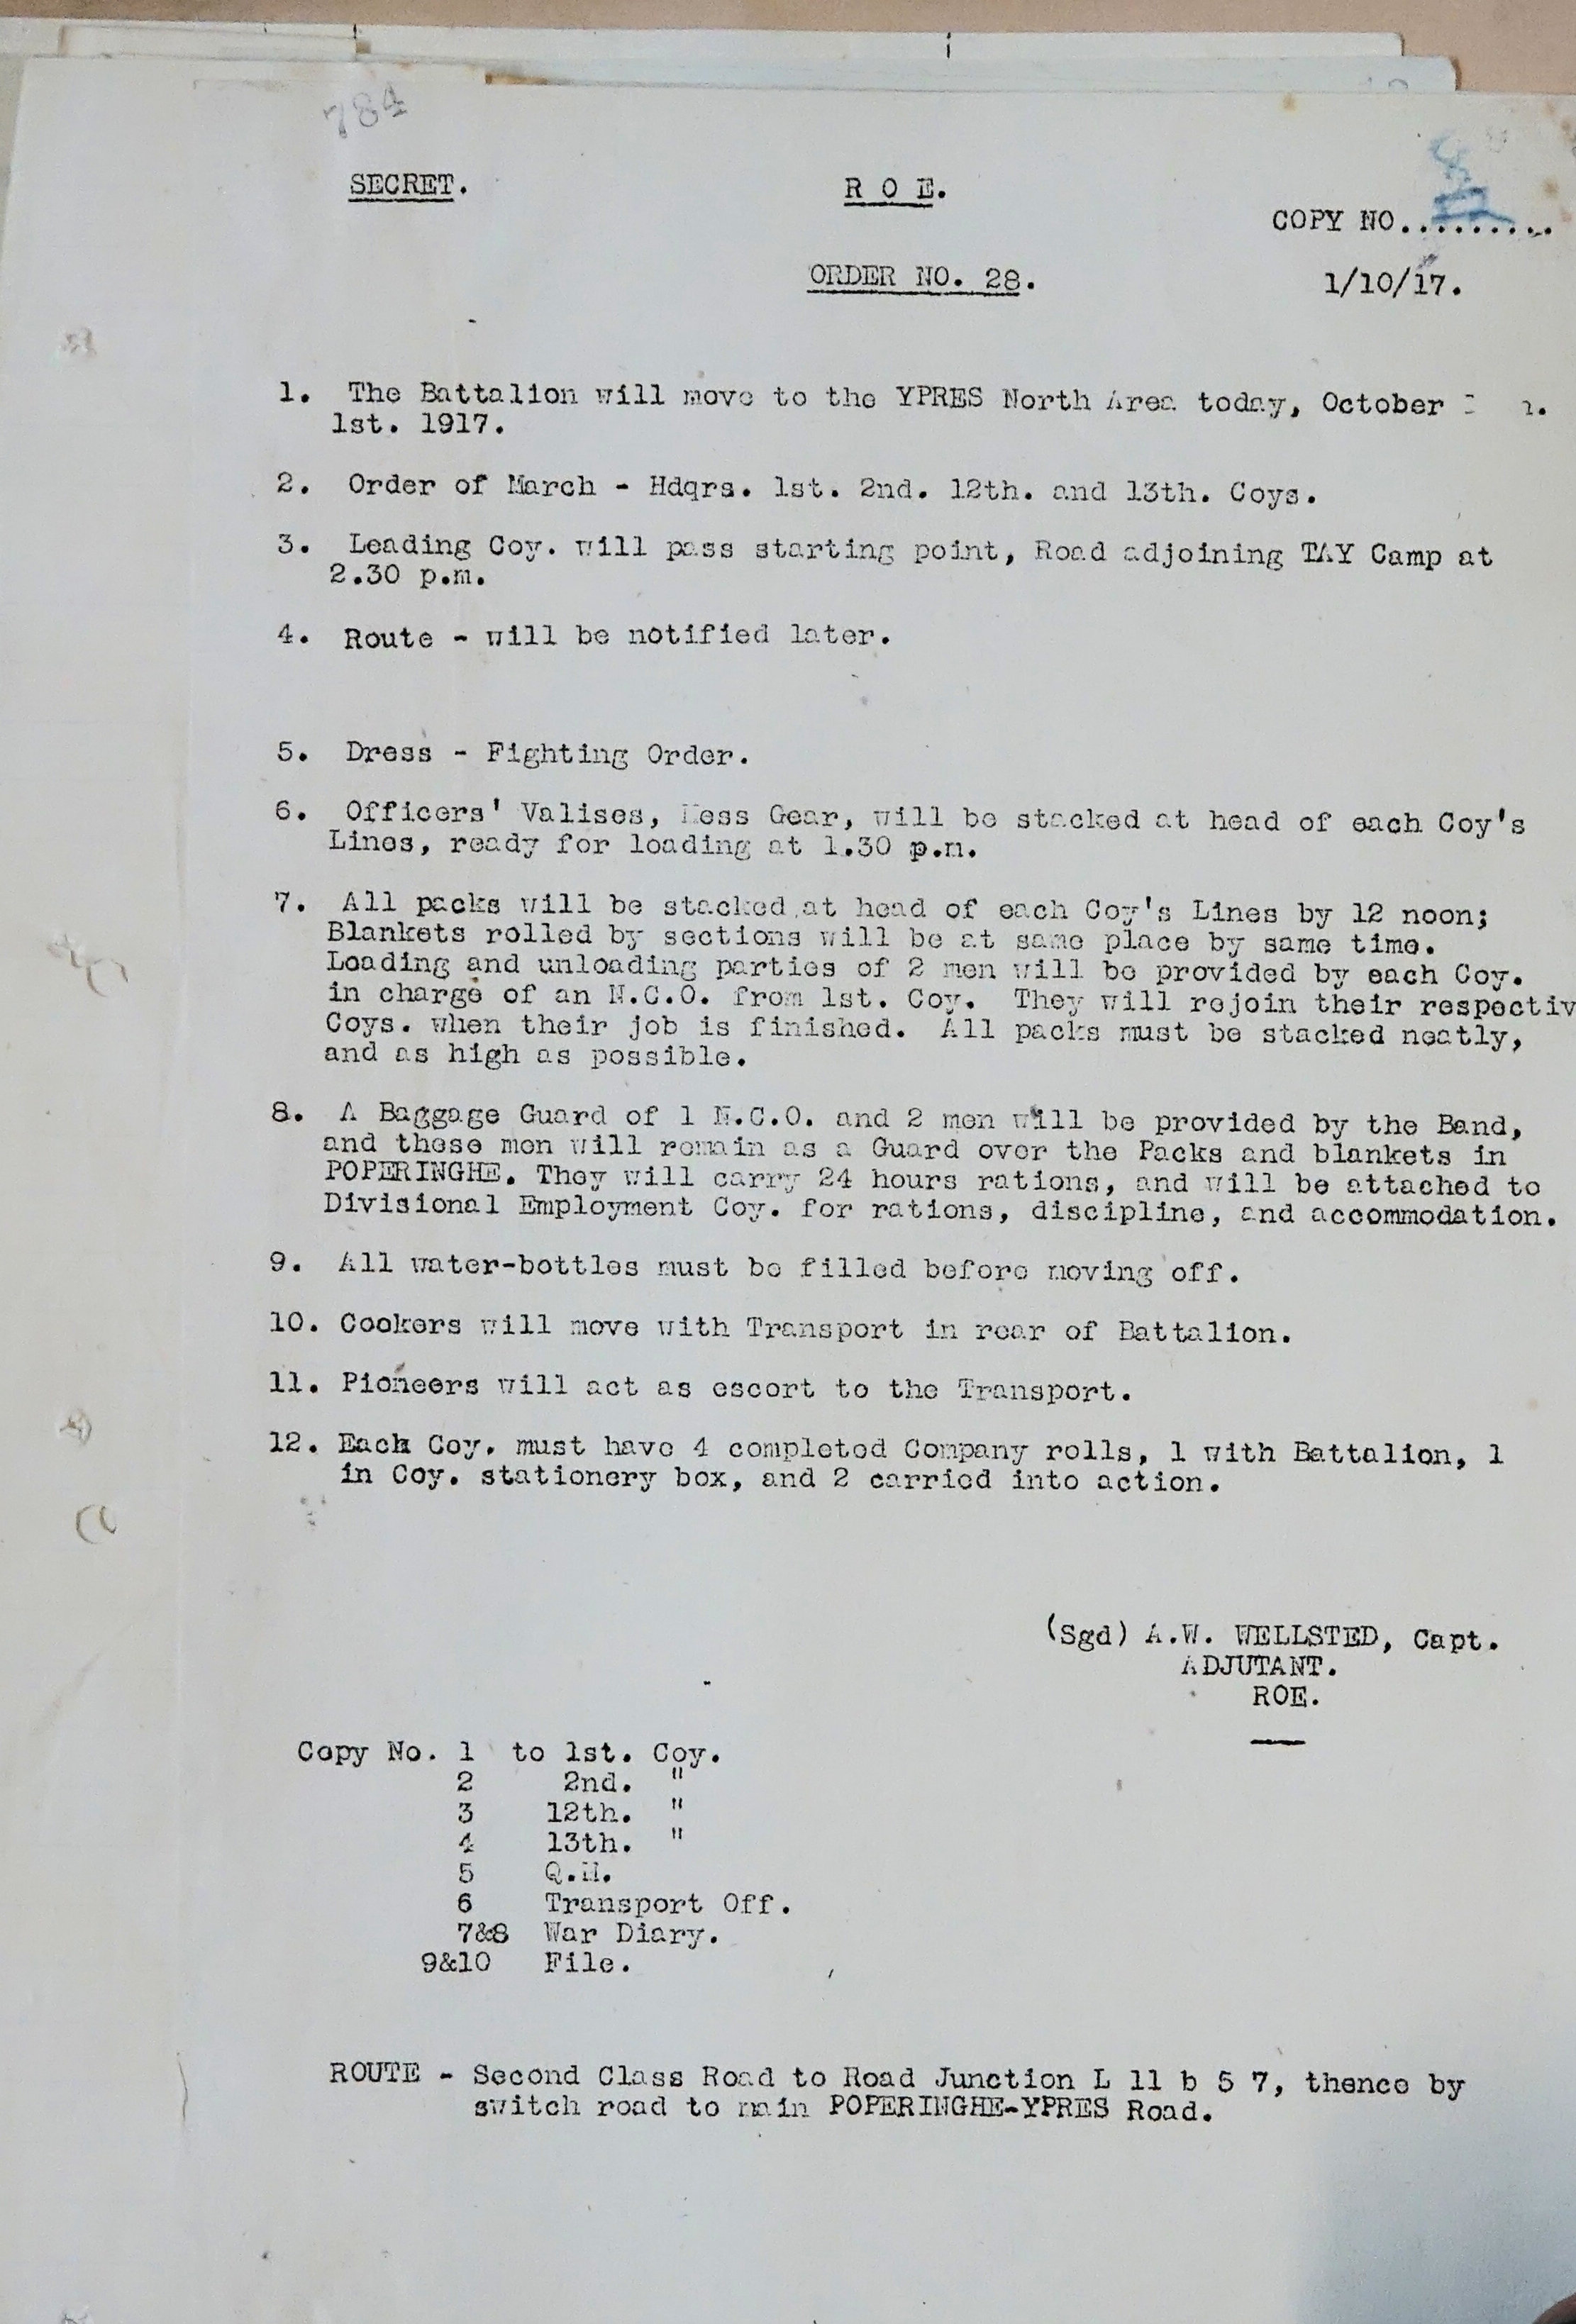 784
SECRET.
R O E.
COPY NO.........
ORDER NO. 28.
1/10/17.
1. The Battalion will move to the YPRES North Area today, October
1st. 1917.
2. Order of March - Hdqrs. 1st. 2nd. 12th. and 13th. Coys.
3. Leading Coy. will pass starting point, Road adjoining TAY Camp at
2.30 p.m.
4. Route - will be notified later.
5. Dress - Fighting Order.
6. Officers' Valises, Mess Gear, will be stacked at head of each Coy's
Lines, ready for loading at 1.30 p.m.
7. All packs will be stacked at head of each Coy's Lines by 12 noon;
Blankets rolled by sections will be at same place by same time.
Loading and unloading parties of 2 men will be provided by each Coy.
in charge of an N.C.O. from 1st. Coy. They will rejoin their respectiv
Coys. when their job is finished. All packs must be stacked neatly,
and as high as possible.
8. A Baggage Guard of 1 N.C.O. and 2 men will be provided by the Band,
and these men will remain as a Guard over the Packs and blankets in
POPERINGHE. They will carry 24 hours rations, and will be attached to
Divisional Employment Coy. for rations, discipline, and accommodation.
9. All water-bottles must be filled before moving off.
10. Cookers will move with Transport in rear of Battalion.
11. Pioneers will act as escort to the Transport.
12. Each Coy. must have 4 completed Company rolls, 1 with Battalion, 1
in Coy. stationery box, and 2 carried into action.
(Sgd) A.W. WELLSTED, Capt.
ADJUTANT.
ROE.
Copy No. 1 to 1st. Coy.
2 2nd. "
3 12th. "
4 13th. "
5 Q.M.
6 Transport Off.
7&8 War Diary.
9&10 File.
ROUTE - Second Class Road to Road Junction L 11 b 5 7, thence by
switch road to main POPERINGHE-YPRES Road.